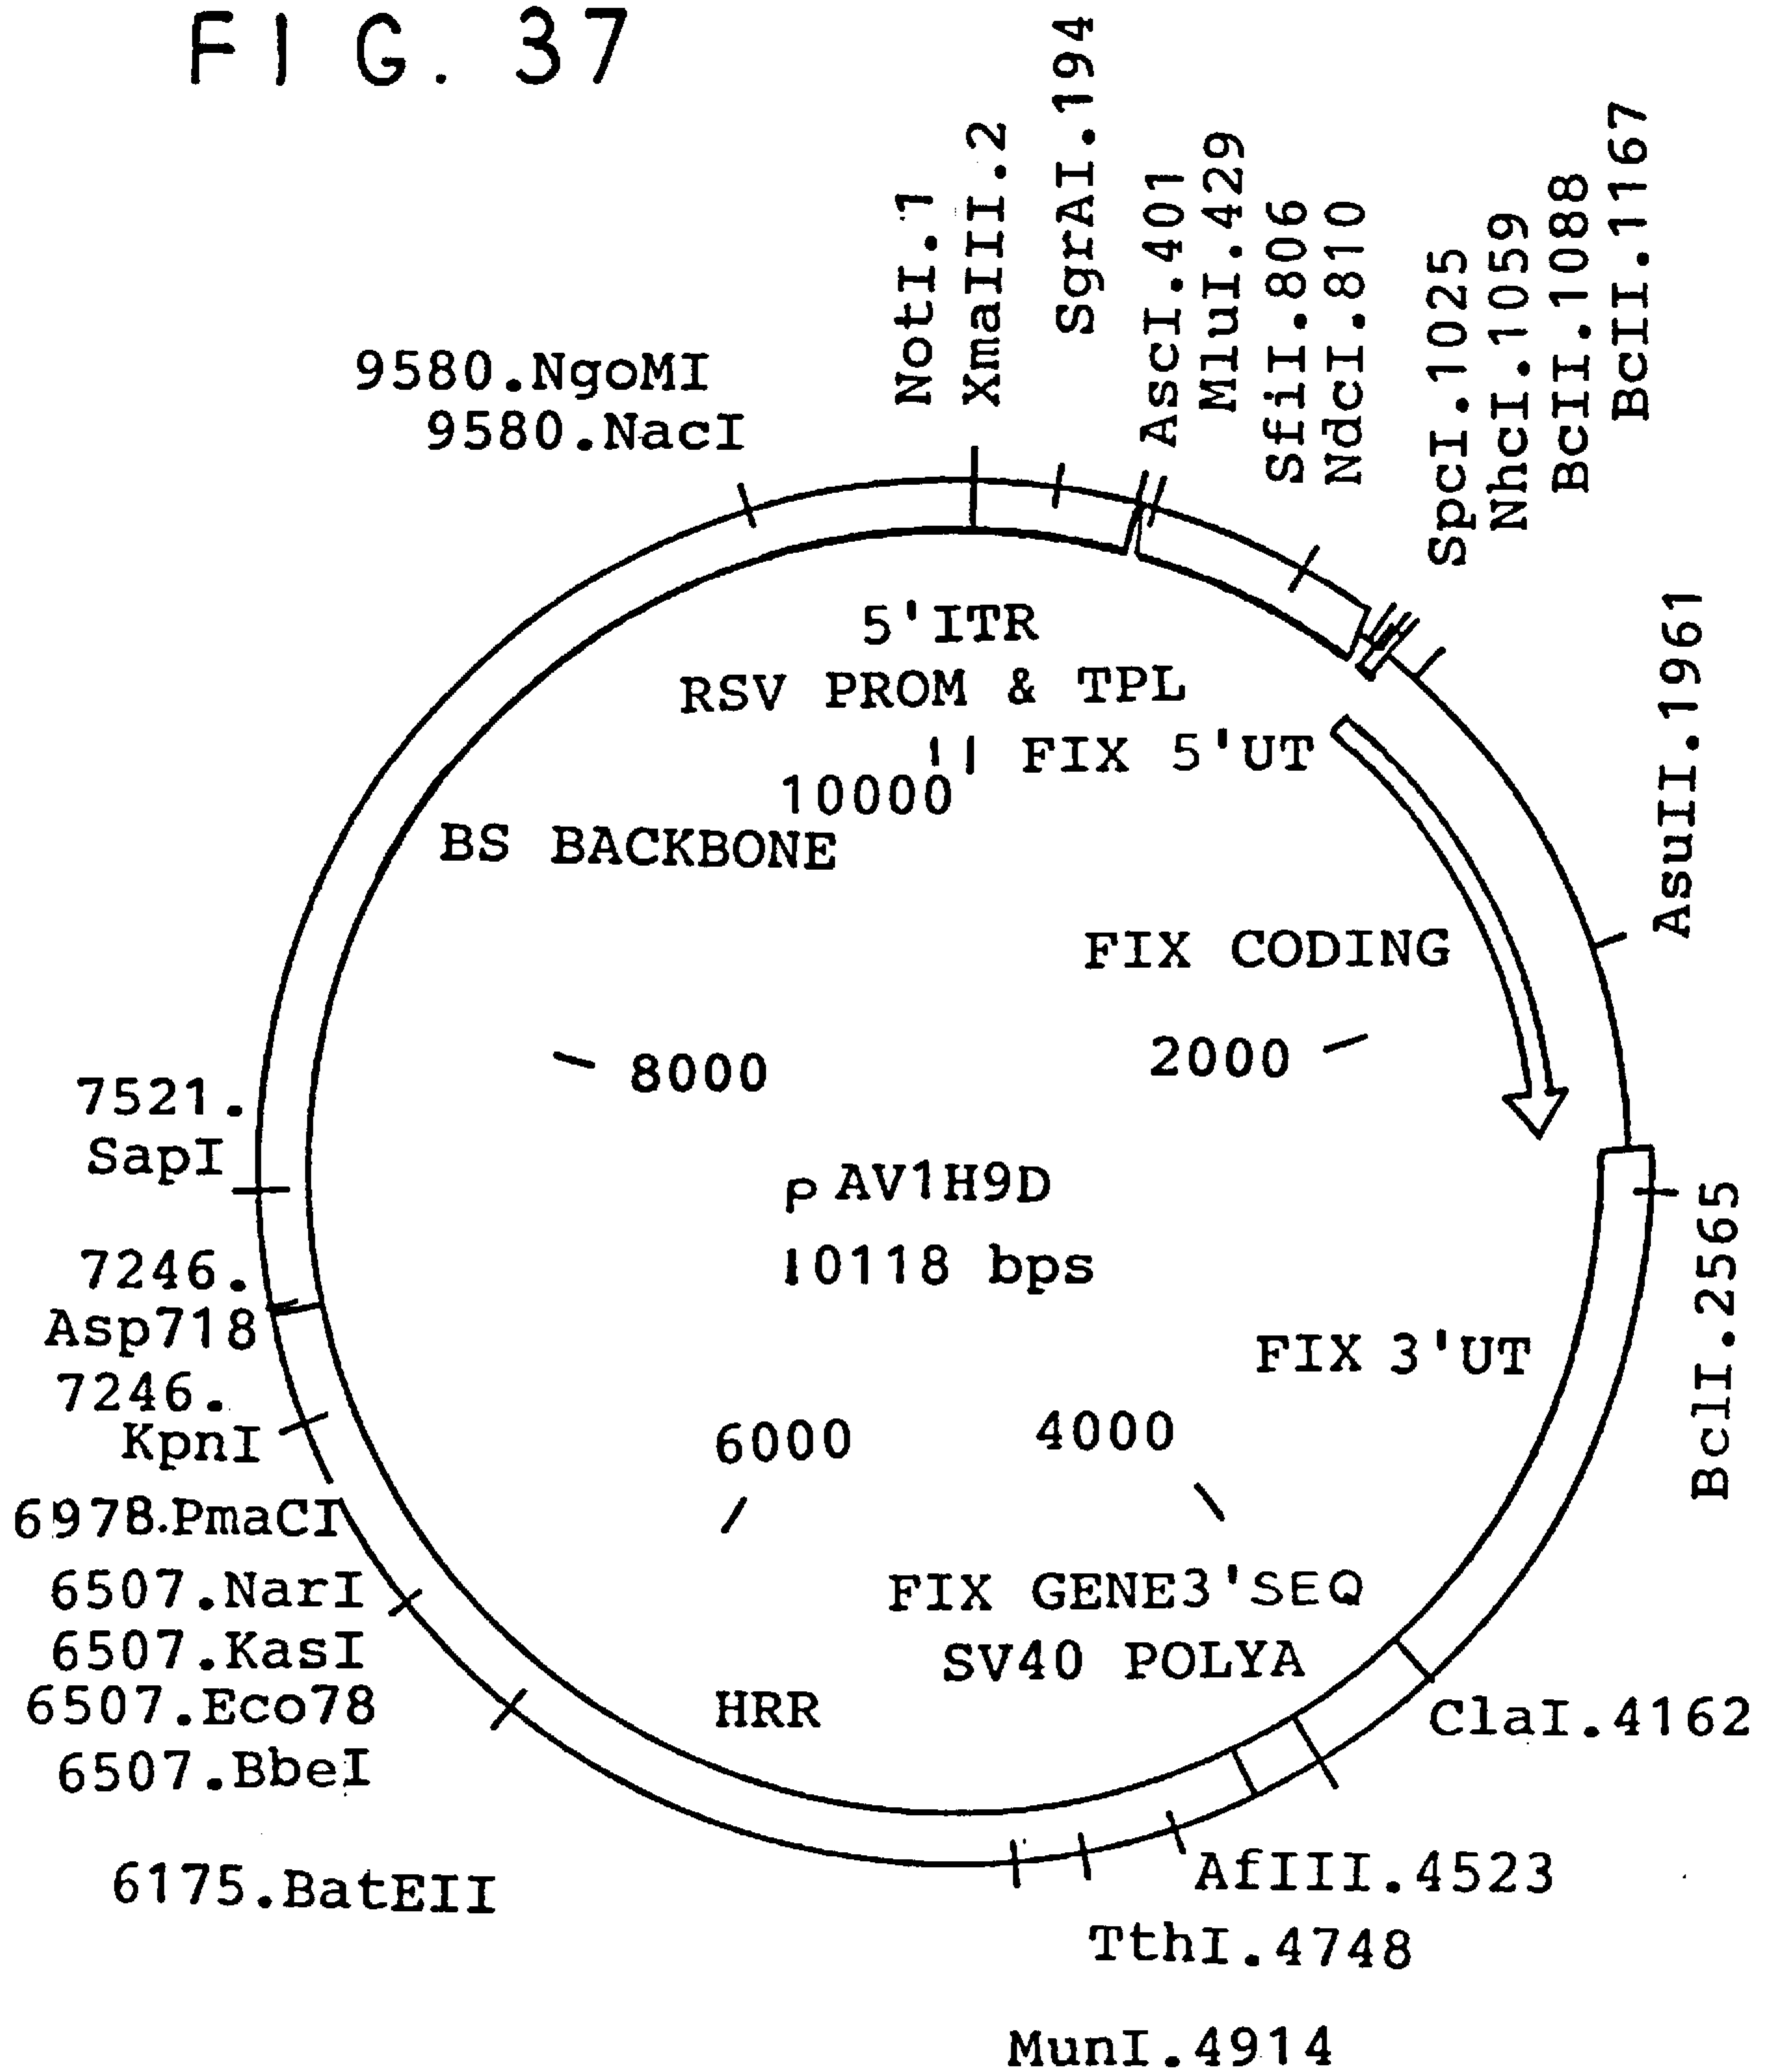 FIG. 37
NotI.1
XmaIII.2
SgrAI.194
AscI.401
MluI.429
SfiI.806
NdcI.810
SpcI.1025
NhcI.1059
BcII.1088
BcII.1167
AsuII.1961
BclI.2565
9580.NgoMI
9580.NacI
5'ITR
RSV PROM & TPL
FIX 5'UT
10000
BS BACKBONE
FIX CODING
8000
2000
7521.
SapI
pAV1H9D
10118 bps
7246.
Asp718
FIX 3'UT
7246.
KpnI
6000
4000
6978.PmaCI
6507.NarI
FIX GENE3'SEQ
6507.KasI
SV40 POLYA
6507.Eco78
HRR
ClaI.4162
6507.BbeI
6175.BatEII
AfIII.4523
TthI.4748
MunI.4914